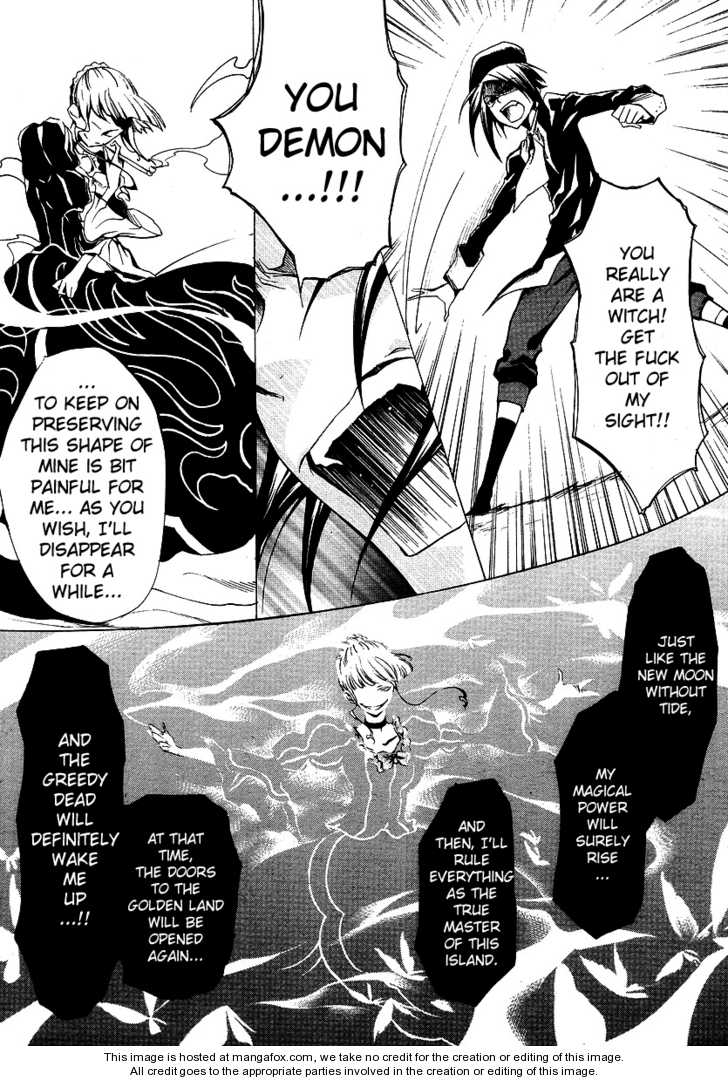 YOU
DEMON
...!!!
YOU
REALLY
ARE A
WITCH!
GET
THE FUCK
OUT OF
MY
SIGHT!!
...
TO KEEP ON
PRESERVING
THIS SHAPE OF
MINE IS BIT
PAINFUL FOR
ME... AS YOU
WISH, I'LL
DISAPPEAR
FOR A
WHILE...
JUST
LIKE THE
NEW MOON
WITHOUT
TIDE,
MY
MAGICAL
POWER
WILL
SURELY
RISE
...
AND
THEN, I'LL
RULE
EVERYTHING
AS THE
TRUE
MASTER
OF THIS
ISLAND.
AT THAT
TIME,
THE DOORS
TO THE
GOLDEN LAND
WILL BE
OPENED
AGAIN...
AND
THE
GREEDY
DEAD
WILL
DEFINITELY
WAKE
ME
UP
...!!
This image is hosted at mangafox.com, we take no credit for the creation or editing of this image.
All credit goes to the appropriate parties involved in the creation or editing of this image.